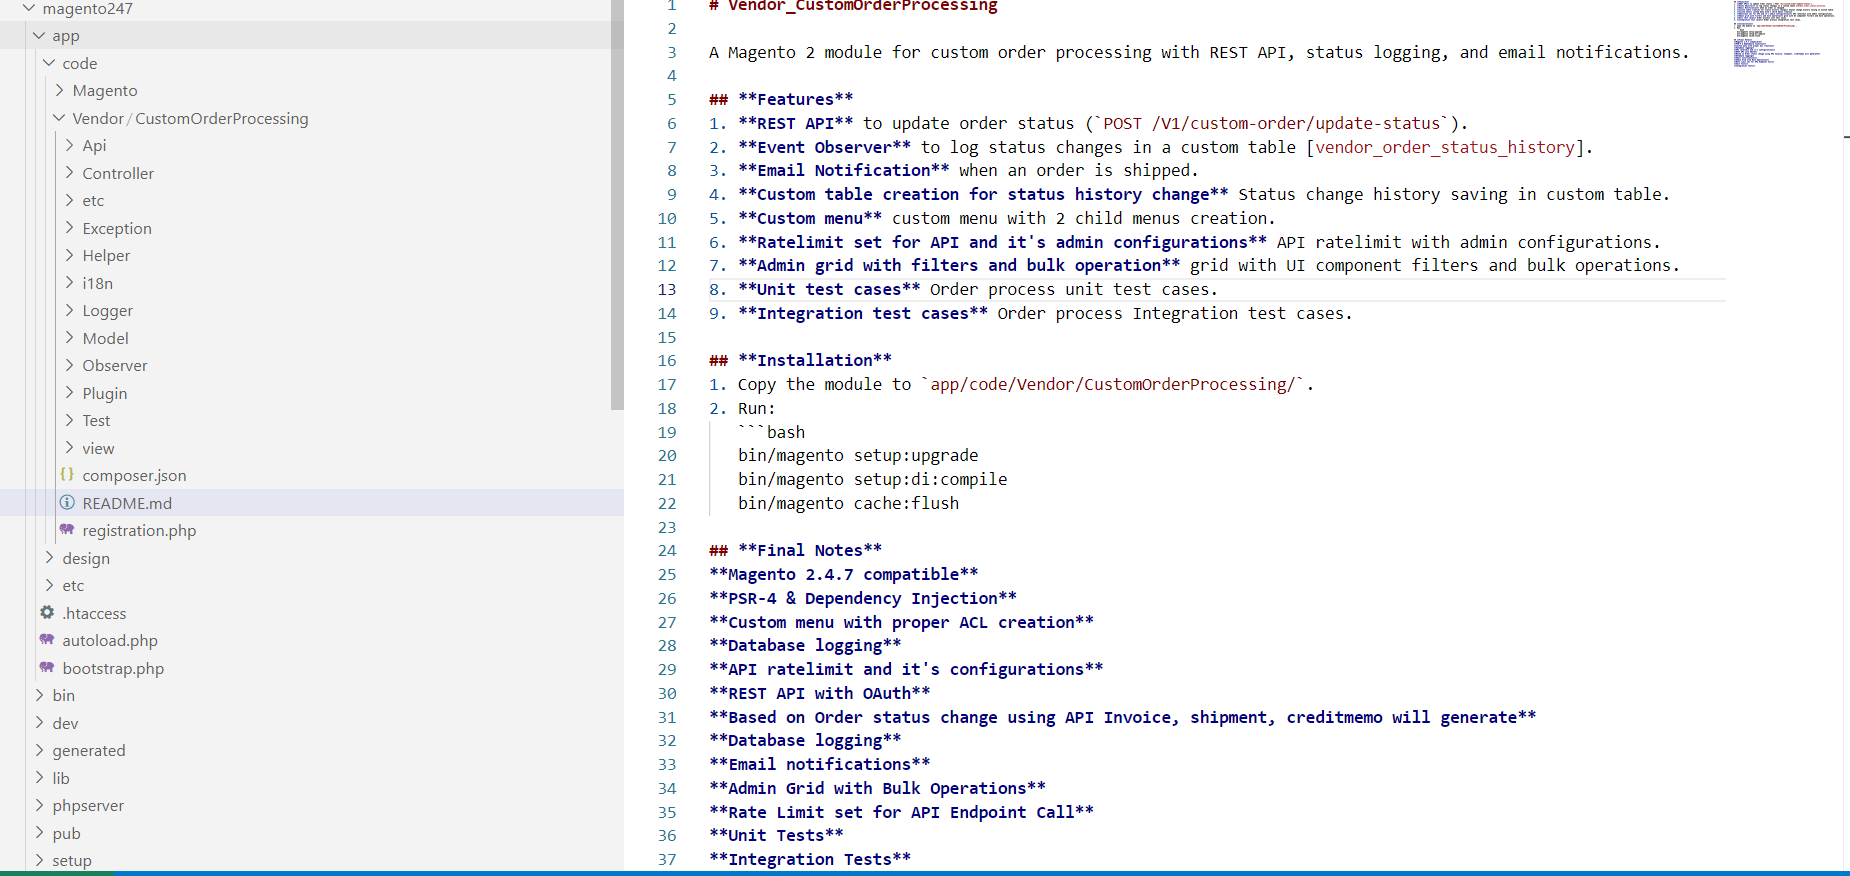 magento247
app
code
Magento
Vendor / CustomOrderProcessing
Api
Controller
etc
Exception
Helper
i18n
Logger
Model
Observer
Plugin
Test
view
{} composer.json
README.md
registration.php
design
etc
.htaccess
autoload.php
bootstrap.php
bin
dev
generated
lib
phpserver
pub
setup
1 # Vendor_CustomOrderProcessing
2
3 A Magento 2 module for custom order processing with REST API, status logging, and email notifications.
4
5 ## **Features**
6 1. **REST API** to update order status (`POST /V1/custom-order/update-status`).
7 2. **Event Observer** to log status changes in a custom table [vendor_order_status_history].
8 3. **Email Notification** when an order is shipped.
9 4. **Custom table creation for status history change** Status change history saving in custom table.
10 5. **Custom menu** custom menu with 2 child menus creation.
11 6. **Ratelimit set for API and it's admin configurations** API ratelimit with admin configurations.
12 7. **Admin grid with filters and bulk operation** grid with UI component filters and bulk operations.
13 8. **Unit test cases** Order process unit test cases.
14 9. **Integration test cases** Order process Integration test cases.
15
16 ## **Installation**
17 1. Copy the module to `app/code/Vendor/CustomOrderProcessing/`.
18 2. Run:
19 ```bash
20 bin/magento setup:upgrade
21 bin/magento setup:di:compile
22 bin/magento cache:flush
23
24 ## **Final Notes**
25 **Magento 2.4.7 compatible**
26 **PSR-4 & Dependency Injection**
27 **Custom menu with proper ACL creation**
28 **Database logging**
29 **API ratelimit and it's configurations**
30 **REST API with OAuth**
31 **Based on Order status change using API Invoice, shipment, creditmemo will generate**
32 **Database logging**
33 **Email notifications**
34 **Admin Grid with Bulk Operations**
35 **Rate Limit set for API Endpoint Call**
36 **Unit Tests**
37 **Integration Tests**